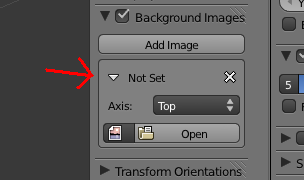 Background Images
Add Image
Not Set
Axis: Top
5
Open
Transform Orientations
S